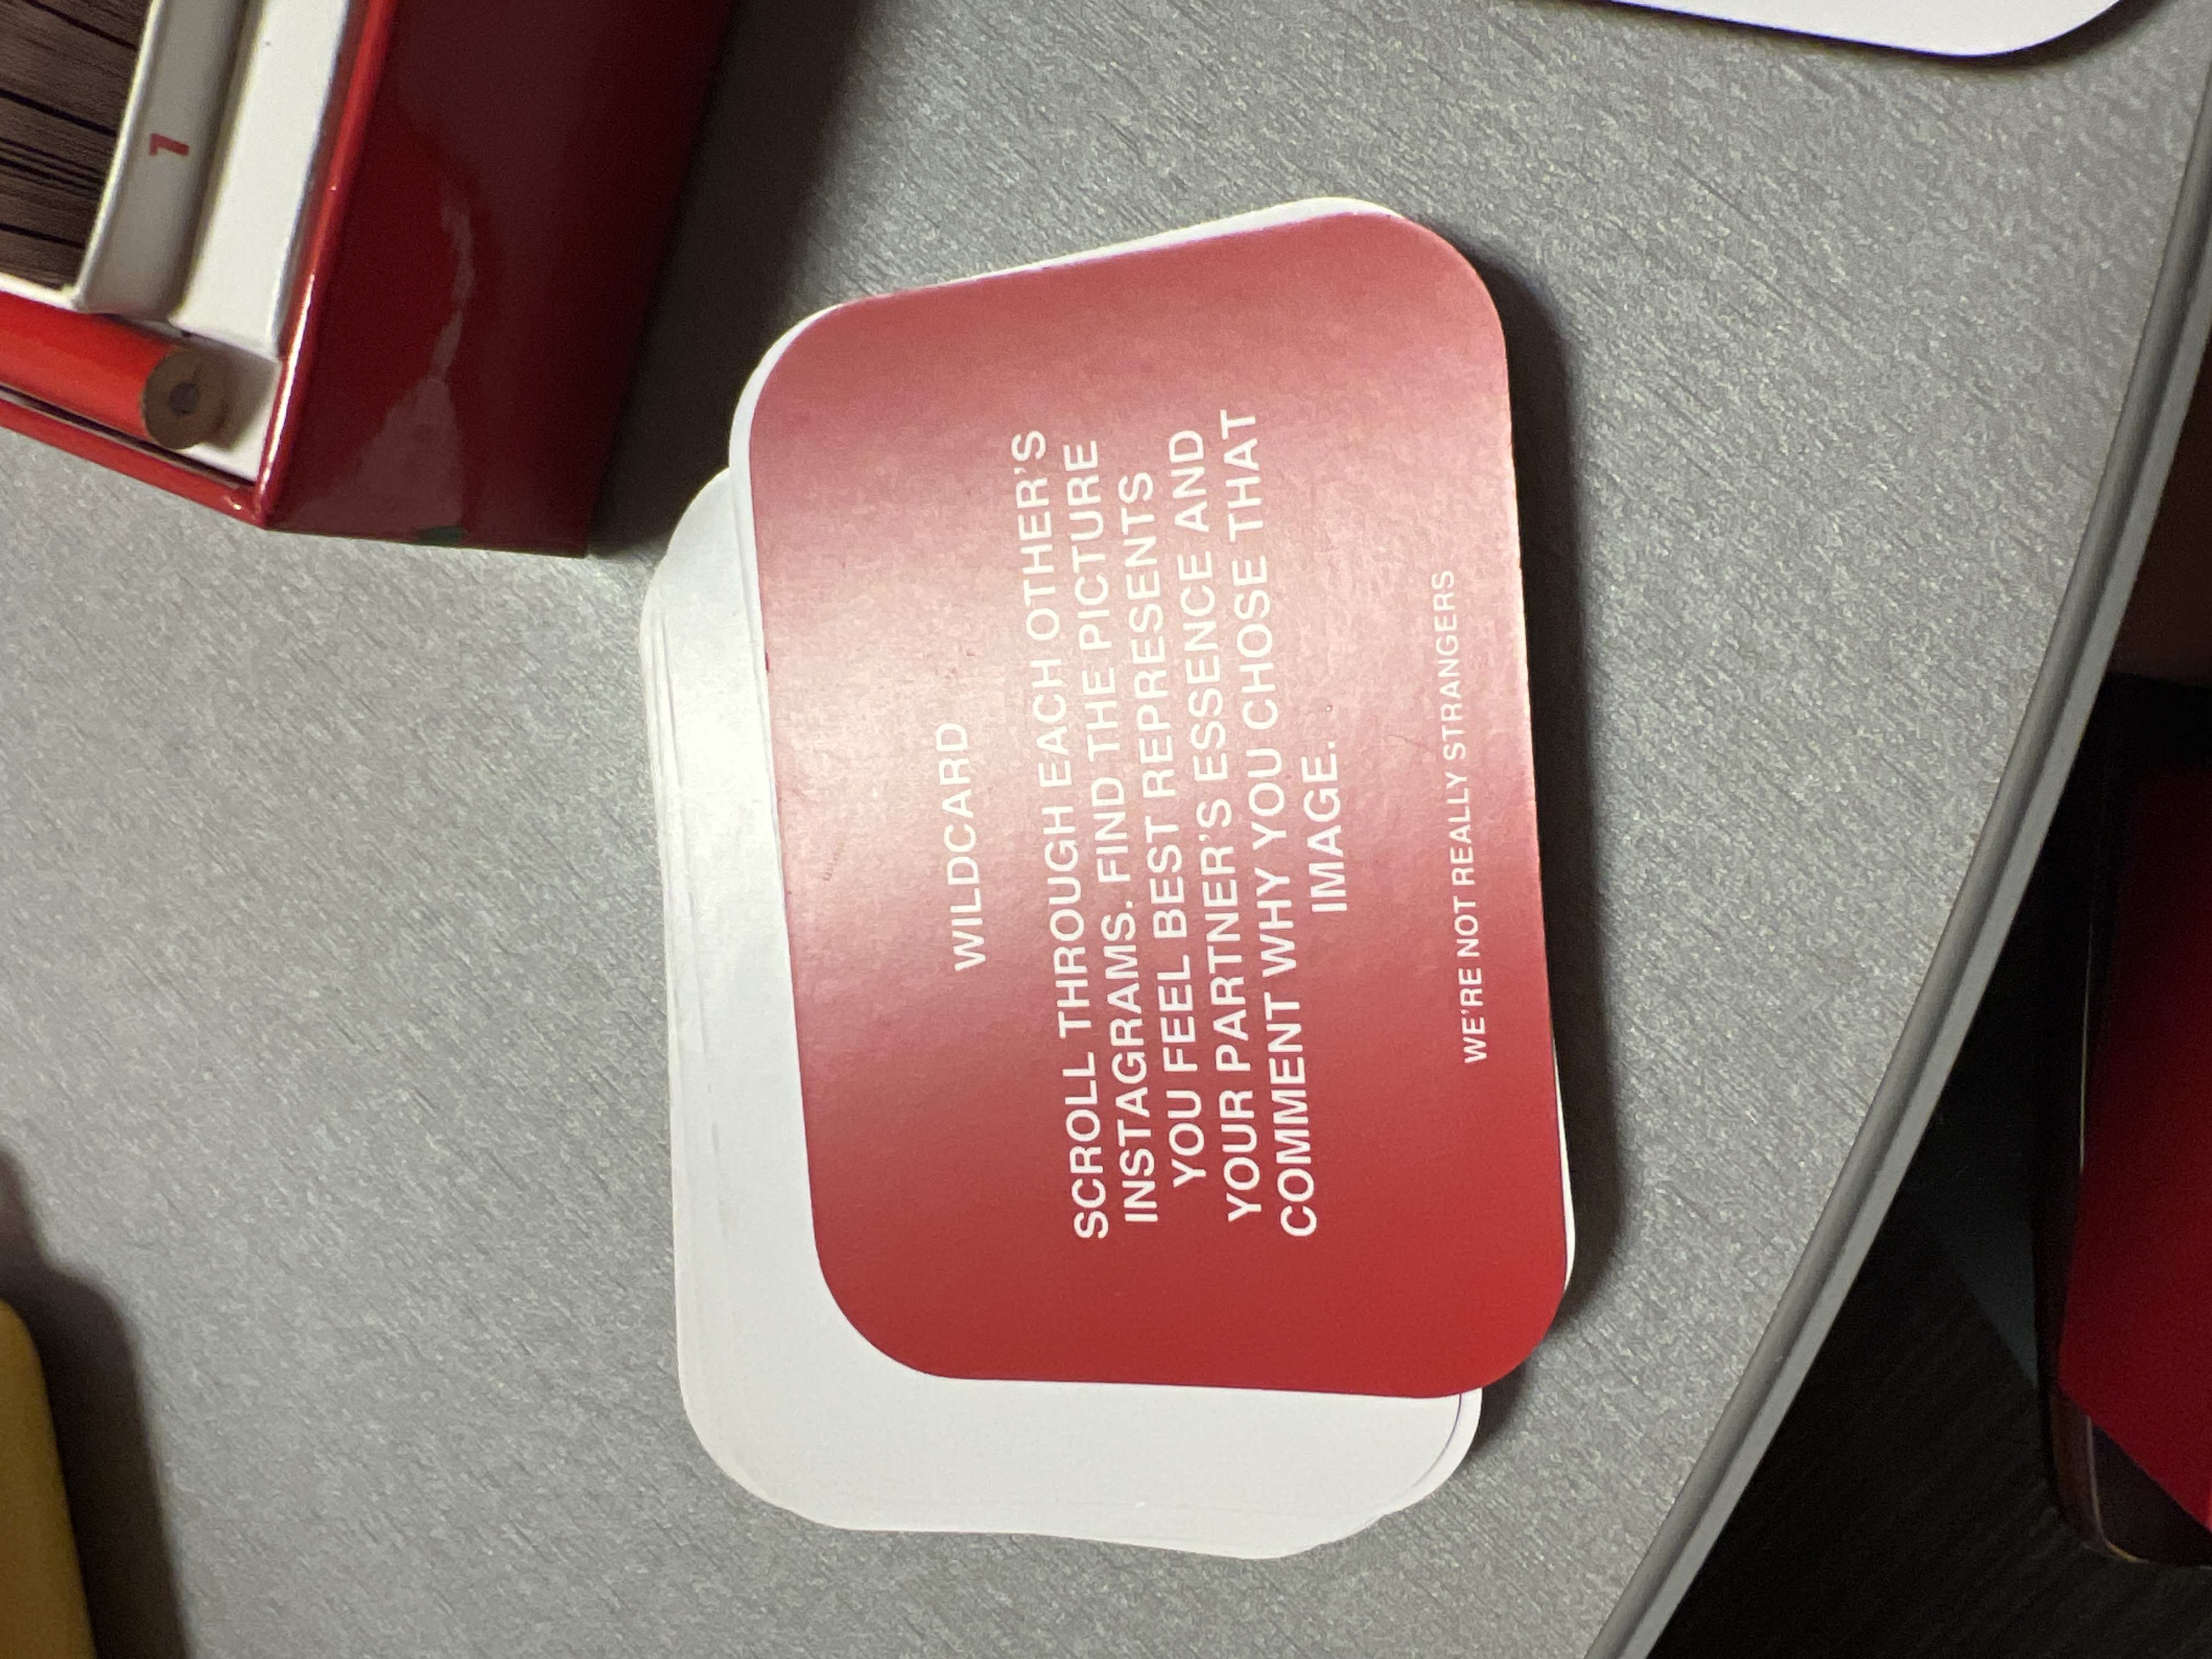 WILDCARD
SCROLL THROUGH EACH OTHER'S
INSTAGRAMS. FIND THE PICTURE
YOU FEEL BEST REPRESENTS
YOUR PARTNER'S ESSENCE AND
COMMENT WHY YOU CHOSE THAT
IMAGE.
WE'RE NOT REALLY STRANGERS
1